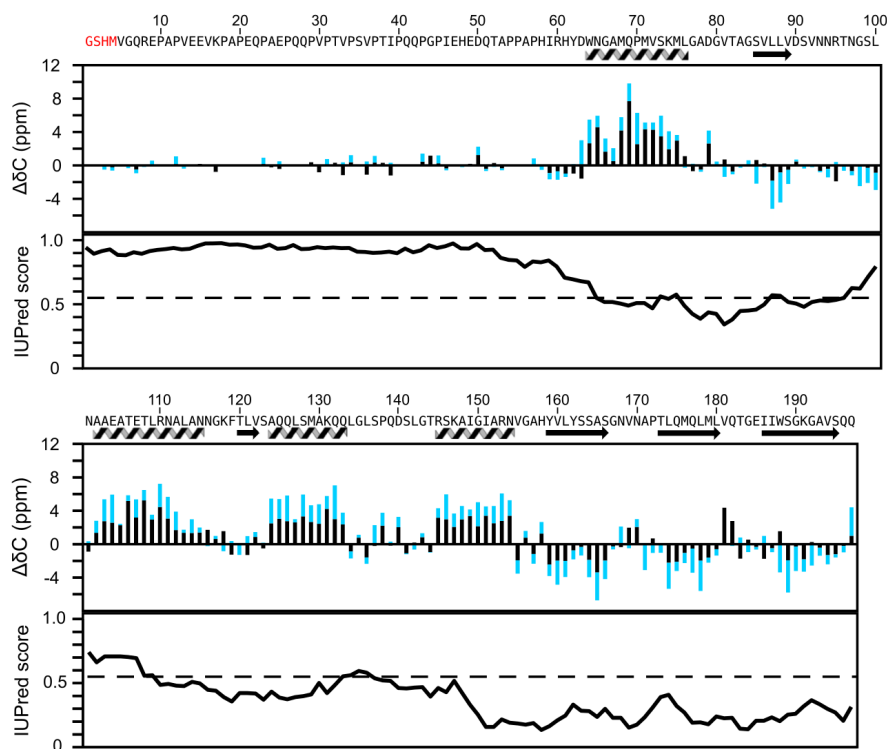 10 20 30 40 50 60 70 80 90 100
GSHMVGQREPAPVEEVKPAPEQPAEPQQPVPTVPSVPTIPQQPGPIEHEDQTAPPAPHIRHYDWNGAMQPMVSKMLGADGVTAGSVLLVDSVNNRTNGSL
12
8
4
0
-4
ΔδC (ppm)
1.0
0.5
0
IUPred score
110 120 130 140 150 160 170 180 190
NAAEATETLRNALANNGKFTLVSAQQLSMAKQQLGLSPQDSLGTRSKAIGIARNVGAHYVLYSSASGNVNAPTLQMQLMLVQTGEIIWSGKGAVSQQ
12
8
4
0
-4
ΔδC (ppm)
1.0
0.5
0
IUPred score